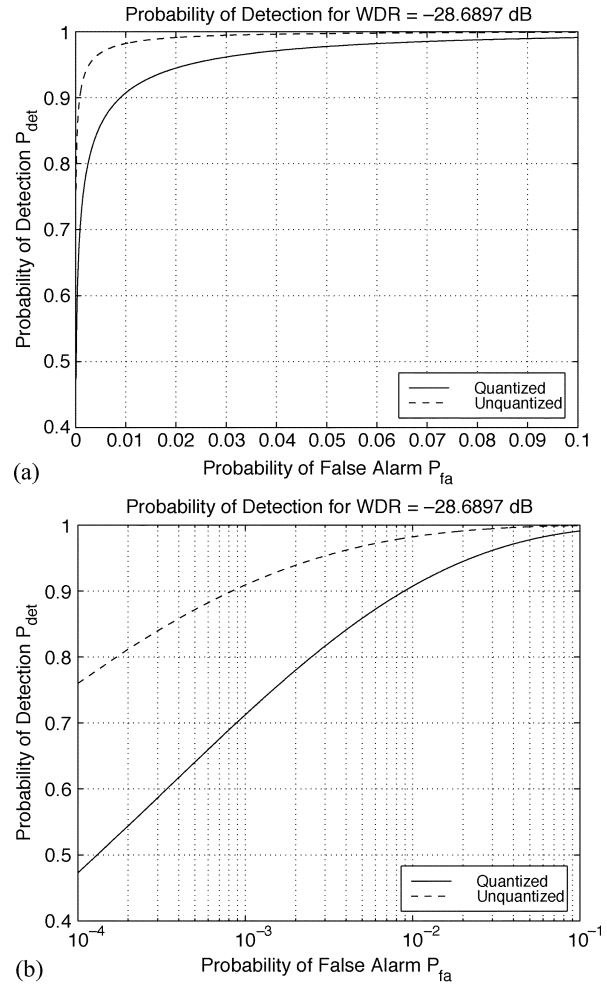 Probability of Detection for WDR = −28.6897 dB
1
0.9
0.8
0.7
0.6
0.5
0.4
Probability of Detection P_det
Quantized
Unquantized
0 0.01 0.02 0.03 0.04 0.05 0.06 0.07 0.08 0.09 0.1
(a) Probability of False Alarm P_fa
Probability of Detection for WDR = −28.6897 dB
1
0.9
0.8
0.7
0.6
0.5
0.4
Probability of Detection P_det
Quantized
Unquantized
10^−4 10^−3 10^−2 10^−1
(b) Probability of False Alarm P_fa